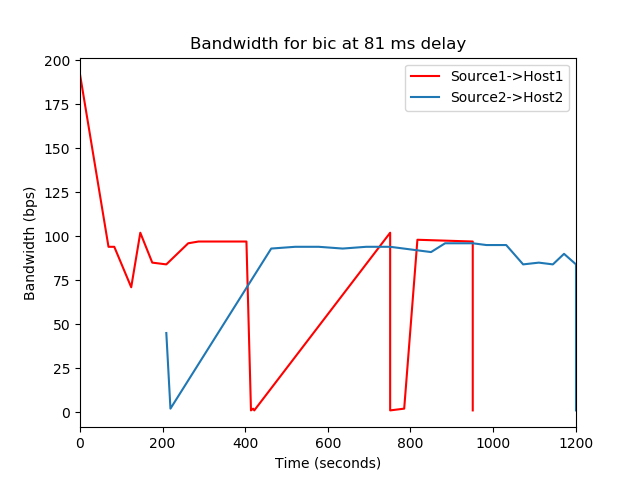 Bandwidth for bic at 81 ms delay
Source1->Host1
Source2->Host2
Bandwidth (bps)
200
175
150
125
100
75
50
25
0
0 200 400 600 800 1000 1200
Time (seconds)